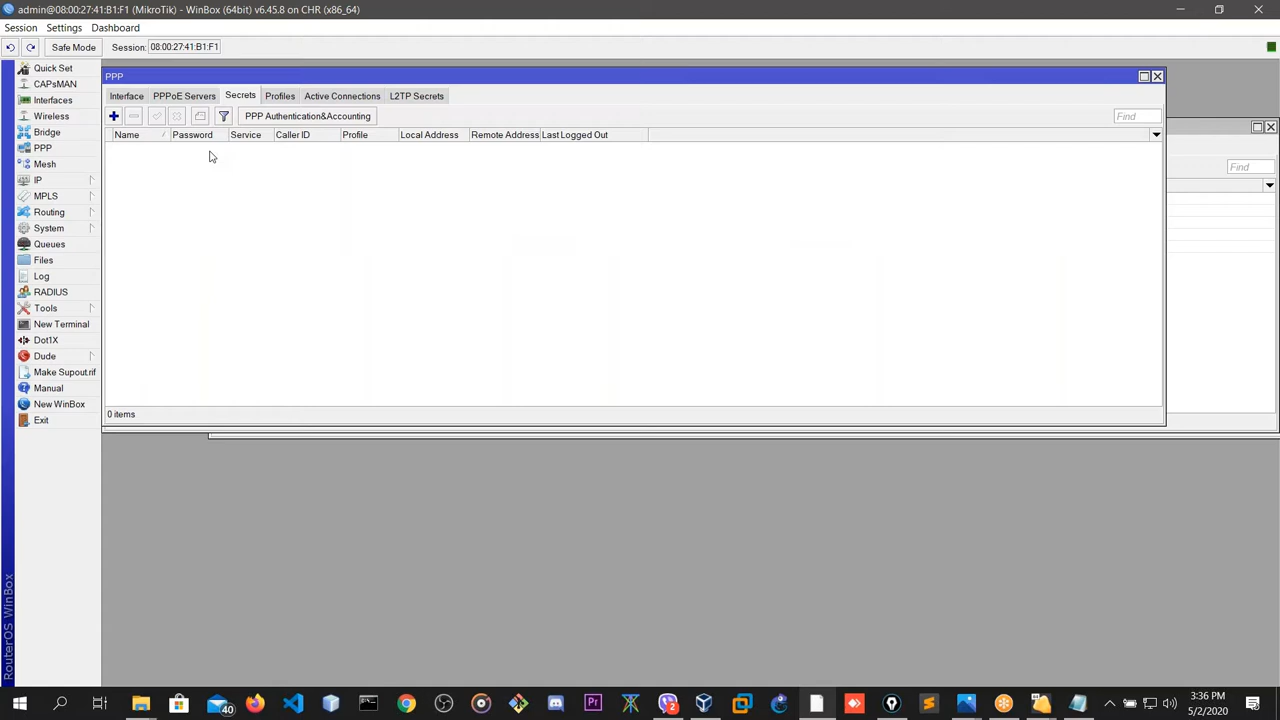 admin@08:00:27:41:B1:F1 (MikroTik) - WinBox (64bit) v6.45.8 on CHR (x86_64)
Session Settings Dashboard
Safe Mode Session: 08:00:27:41:B1:F1
Quick Set
CAPsMAN
Interfaces
Wireless
Bridge
PPP
Mesh
IP
MPLS
Routing
System
Queues
Files
Log
RADIUS
Tools
New Terminal
Dot1X
Dude
Make Supout.rif
Manual
New WinBox
Exit
RouterOS WinBox
PPP
Interface PPPoE Servers Secrets Profiles Active Connections L2TP Secrets
PPP Authentication&Accounting Find
Name / Password Service Caller ID Profile Local Address Remote Address Last Logged Out
0 items
Find
40
2
3:36 PM
5/2/2020